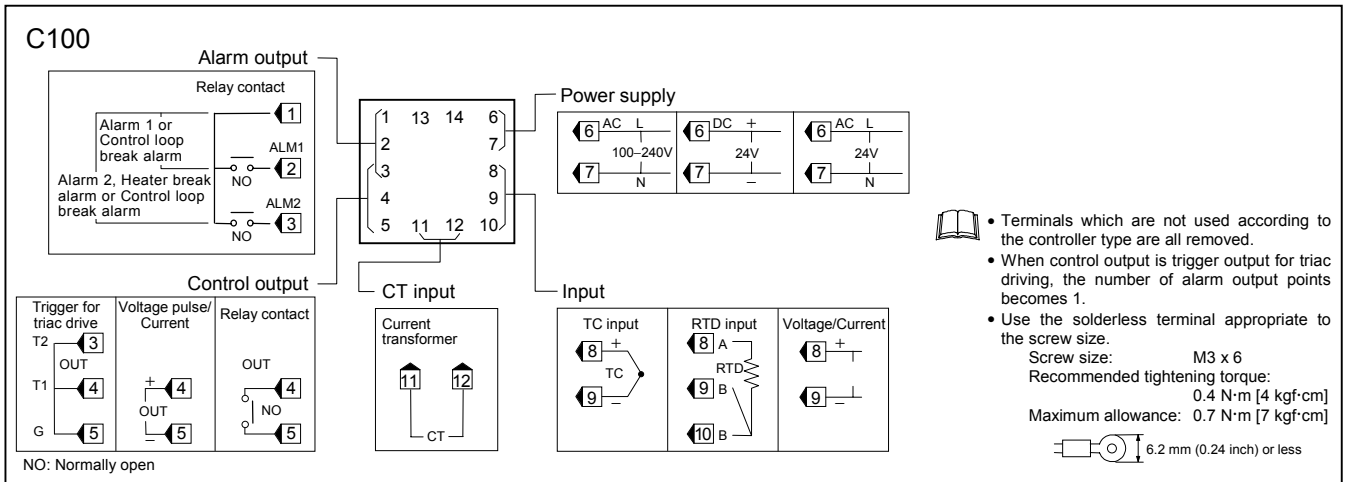 C100
Alarm output
Relay contact
1
Alarm 1 or
Control loop
break alarm
ALM1
2
NO
Alarm 2, Heater break
alarm or Control loop
break alarm
ALM2
3
NO
1 13 14 6
2 7
3 8
4 9
5 11 12 10
Power supply
6 AC L
100–240V
7 N
6 DC +
24V
7 –
6 AC L
24V
7 N
Control output
Trigger for
triac drive
T2 3
OUT
T1 4
G 5
Voltage pulse/
Current
+ 4
OUT
– 5
Relay contact
OUT
4
NO
5
NO: Normally open
CT input
Current
transformer
11 12
CT
Input
TC input
8 +
TC
9 –
RTD input
8 A
RTD
9 B
10 B
Voltage/Current
8 +
9 –
• Terminals which are not used according to
the controller type are all removed.
• When control output is trigger output for triac
driving, the number of alarm output points
becomes 1.
• Use the solderless terminal appropriate to
the screw size.
Screw size: M3 x 6
Recommended tightening torque:
0.4 N·m [4 kgf·cm]
Maximum allowance: 0.7 N·m [7 kgf·cm]
6.2 mm (0.24 inch) or less